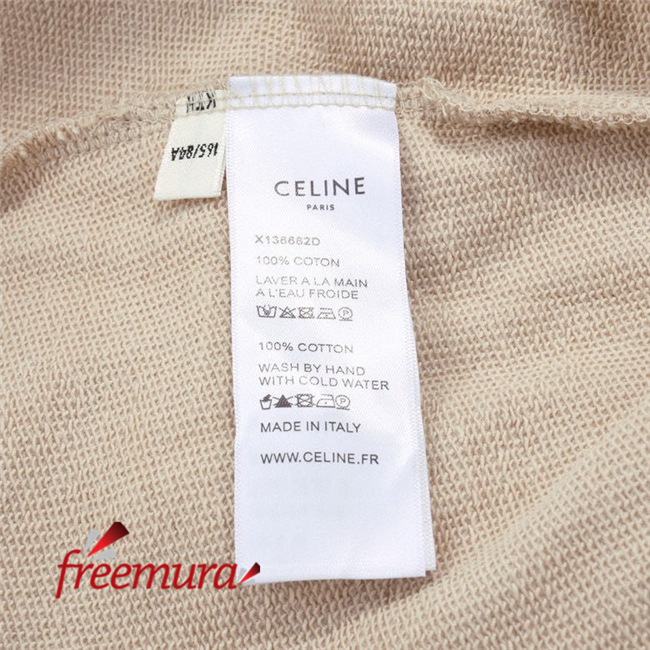 165/84A
CELINE
PARIS
X136682D
100% COTON
LAVER A LA MAIN
A L'EAU FROIDE
100% COTTON
WASH BY HAND
WITH COLD WATER
MADE IN ITALY
WWW.CELINE.FR
freemura